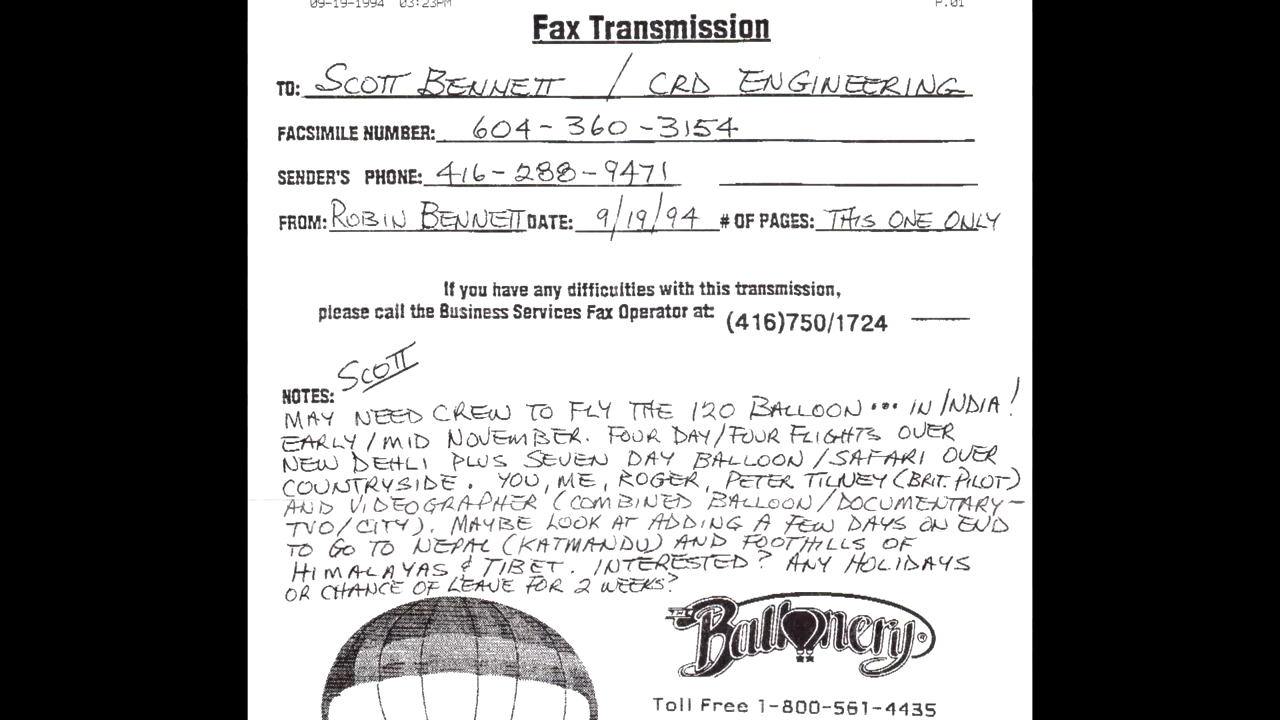 09-19-1994 03:23PM P.01
Fax Transmission
TO: SCOTT BENNETT / CRD ENGINEERING
FACSIMILE NUMBER: 604-360-3154
SENDER'S PHONE: 416-288-9471
FROM: ROBIN BENNETT DATE: 9/19/94 # OF PAGES: THIS ONE ONLY
If you have any difficulties with this transmission,
please call the Business Services Fax Operator at: (416)750/1724
SCOTT
NOTES:
MAY NEED CREW TO FLY THE 120 BALLOON ... IN INDIA!
EARLY/MID NOVEMBER. FOUR DAY/FOUR FLIGHTS OVER
NEW DEHLI PLUS SEVEN DAY BALLOON/SAFARI OVER
COUNTRYSIDE. YOU, ME, ROGER, PETER TILNEY (BRIT. PILOT)
AND VIDEOGRAPHER (COMBINED BALLOON/DOCUMENTARY -
TVO/CITY). MAYBE LOOK AT ADDING A FEW DAYS ON END
TO GO TO NEPAL (KATMANDU) AND FOOTHILLS OF
HIMALAYAS & TIBET. INTERESTED? ANY HOLIDAYS
OR CHANCE OF LEAVE FOR 2 WEEKS?
THE Balloonery ®
Toll Free 1-800-561-4435